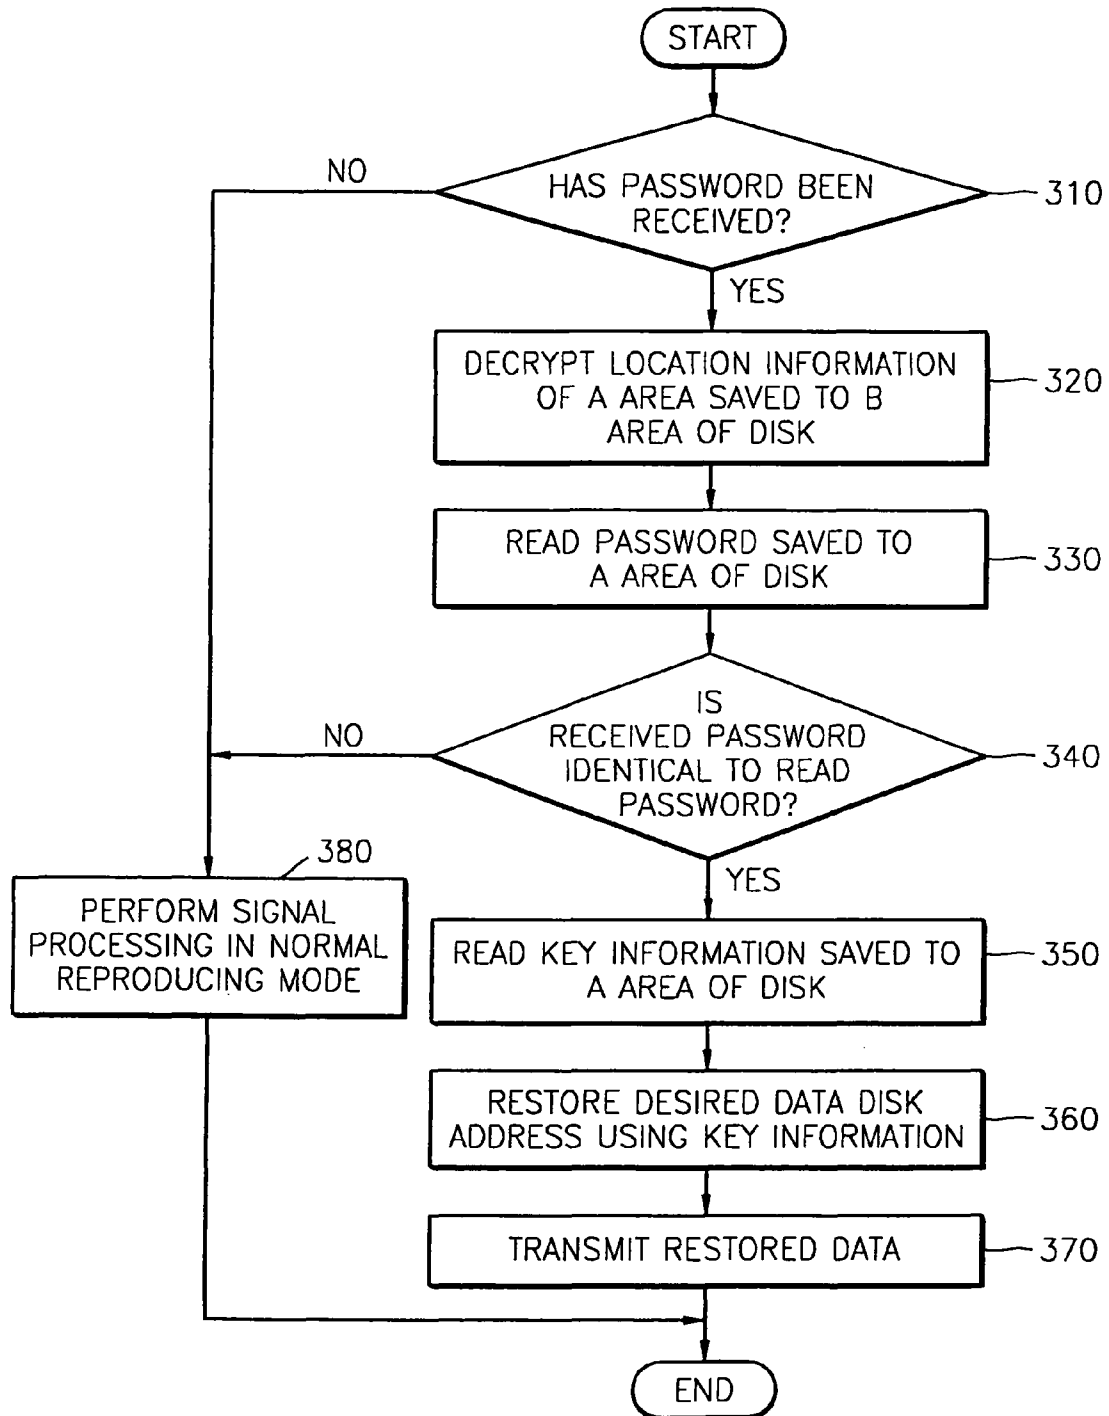 START
HAS PASSWORD BEEN
RECEIVED?
310
NO
YES
DECRYPT LOCATION INFORMATION
OF A AREA SAVED TO B
AREA OF DISK
320
READ PASSWORD SAVED TO
A AREA OF DISK
330
IS
RECEIVED PASSWORD
IDENTICAL TO READ
PASSWORD?
340
NO
YES
380
PERFORM SIGNAL
PROCESSING IN NORMAL
REPRODUCING MODE
READ KEY INFORMATION SAVED TO
A AREA OF DISK
350
RESTORE DESIRED DATA DISK
ADDRESS USING KEY INFORMATION
360
TRANSMIT RESTORED DATA
370
END